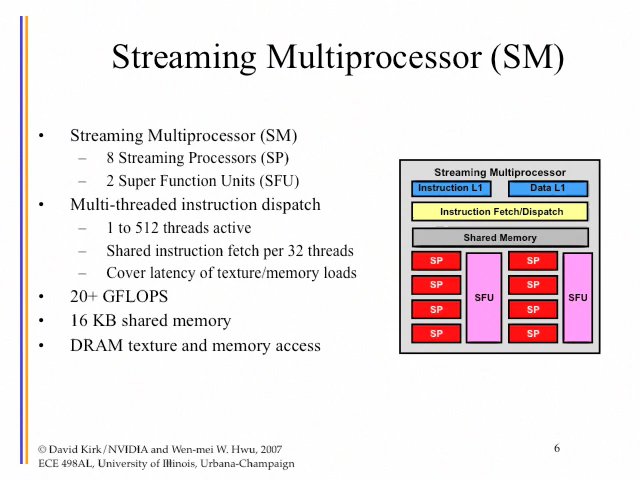 Streaming Multiprocessor (SM)
• Streaming Multiprocessor (SM)
– 8 Streaming Processors (SP)
– 2 Super Function Units (SFU)
• Multi-threaded instruction dispatch
– 1 to 512 threads active
– Shared instruction fetch per 32 threads
– Cover latency of texture/memory loads
• 20+ GFLOPS
• 16 KB shared memory
• DRAM texture and memory access
Streaming Multiprocessor
Instruction L1 Data L1
Instruction Fetch/Dispatch
Shared Memory
SP SP
SP SP
SFU SFU
SP SP
SP SP
© David Kirk/NVIDIA and Wen-mei W. Hwu, 2007
ECE 498AL, University of Illinois, Urbana-Champaign
6